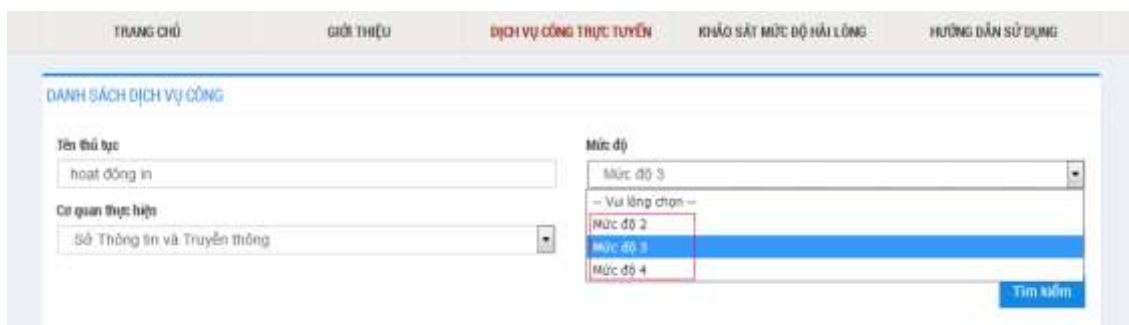 TRANG CHỦ GIỚI THIỆU DỊCH VỤ CÔNG TRỰC TUYẾN KHẢO SÁT MỨC ĐỘ HÀI LÒNG HƯỚNG DẪN SỬ DỤNG
DANH SÁCH DỊCH VỤ CÔNG
Tên thủ tục
hoạt động in
Cơ quan thực hiện
Sở Thông tin và Truyền thông
Mức độ
Mức độ 3
-- Vui lòng chọn --
Mức độ 2
Mức độ 3
Mức độ 4
Tìm kiếm